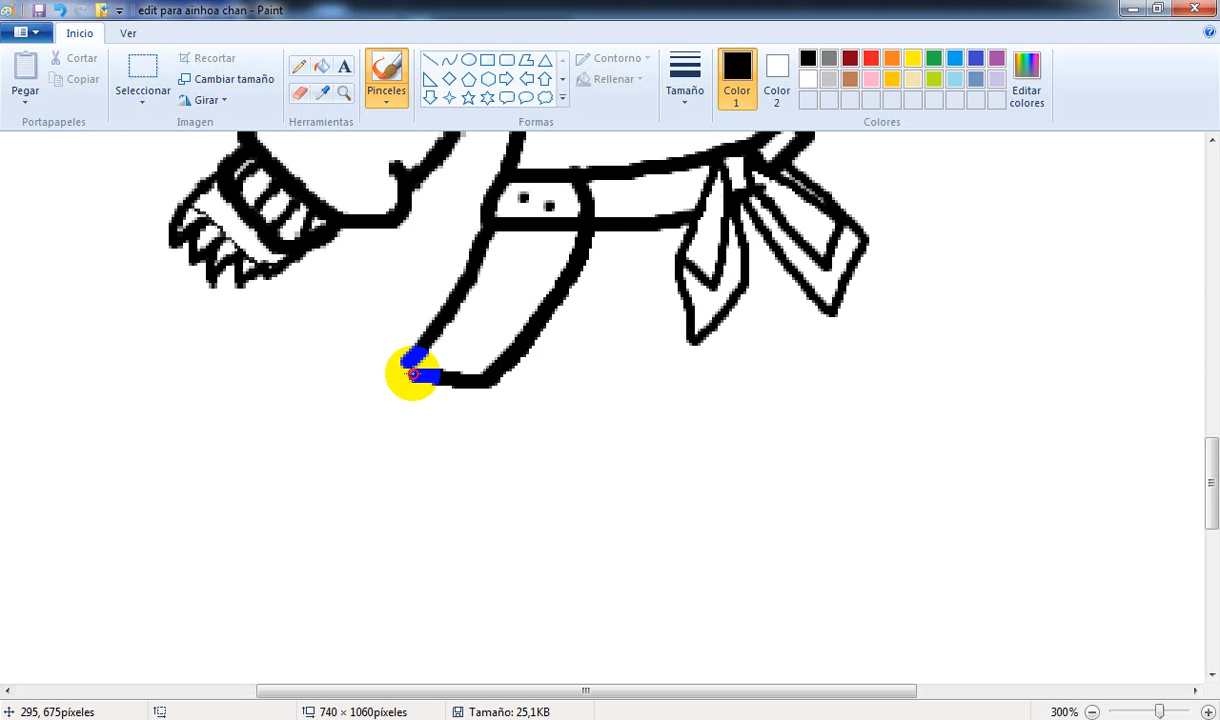 edit para ainhoa chan - Paint
Inicio
Ver
Pegar
Cortar
Copiar
Portapapeles
Seleccionar
Recortar
Cambiar tamaño
Girar
Imagen
A
Herramientas
Pinceles
Contorno
Rellenar
Formas
Tamaño
Color
1
Color
2
Editar
colores
Colores
295, 675píxeles
740 × 1060píxeles
Tamaño: 25,1KB
300%